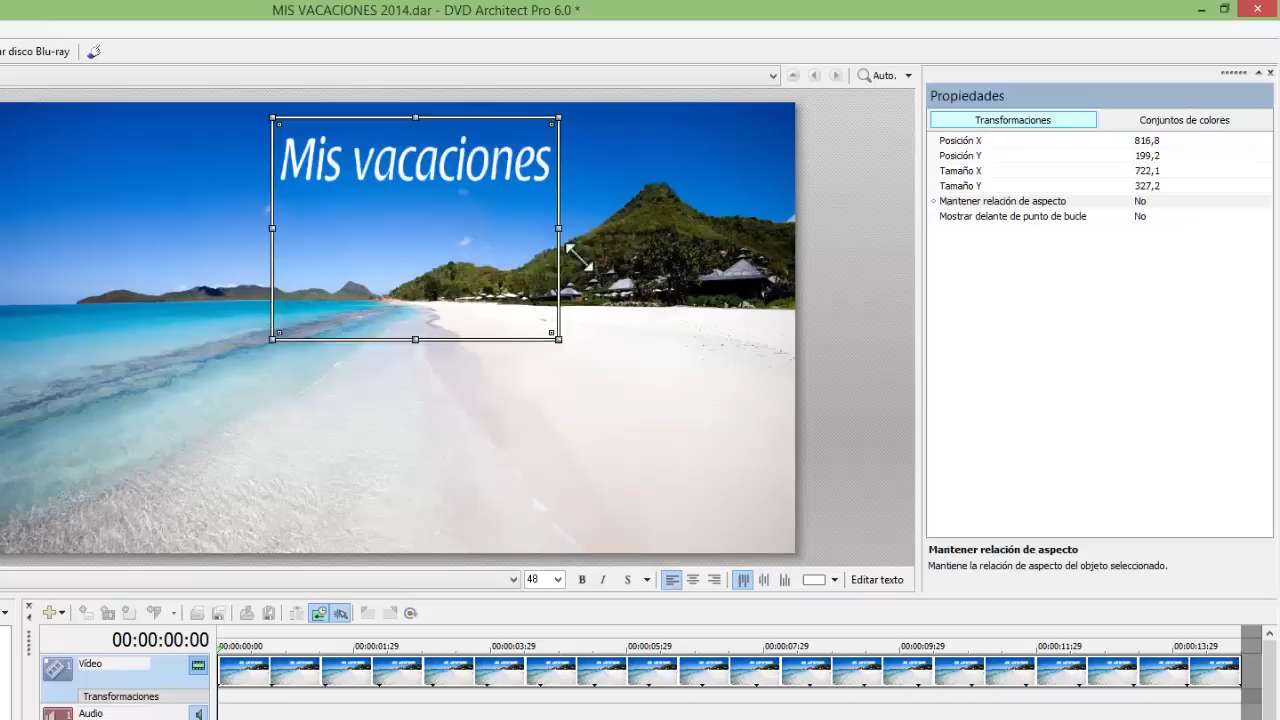 MIS VACACIONES 2014.dar - DVD Architect Pro 6.0 *
ar disco Blu-ray
Auto.
Propiedades
Transformaciones Conjuntos de colores
Posición X 816,8
Posición Y 199,2
Tamaño X 722,1
Tamaño Y 327,2
Mantener relación de aspecto No
Mostrar delante de punto de bucle No
Mis vacaciones
Mantener relación de aspecto
Mantiene la relación de aspecto del objeto seleccionado.
48 B I S Editar texto
00:00:00:00
00:00:00:00 00:00:01:29 00:00:03:29 00:00:05:29 00:00:07:29 00:00:09:29 00:00:11:29 00:00:13:29
1 Vídeo
Transformaciones
1 Audio